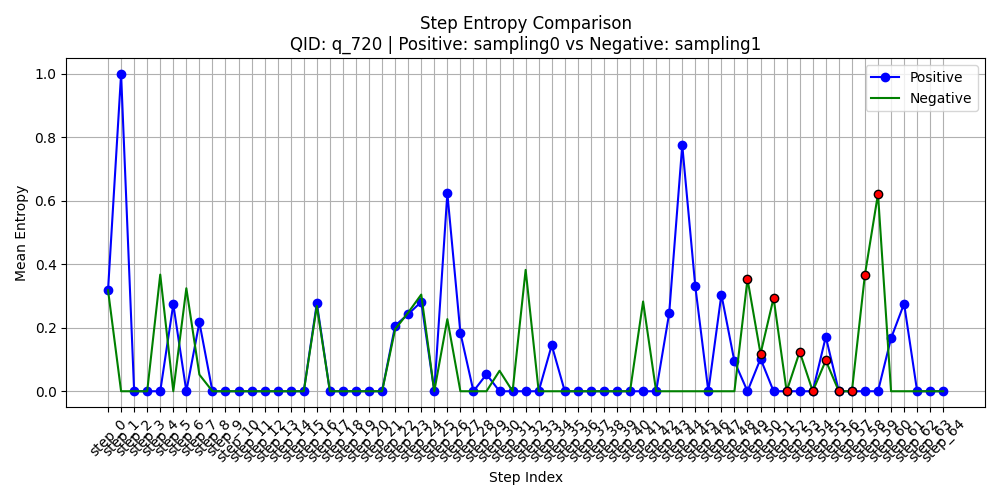 Step Entropy Comparison
QID: q_720 | Positive: sampling0 vs Negative: sampling1
Mean Entropy
1.0
0.8
0.6
0.4
0.2
0.0
Positive
Negative
step_0
step_1
step_2
step_3
step_4
step_5
step_6
step_7
step_8
step_9
step_10
step_11
step_12
step_13
step_14
step_15
step_16
step_17
step_18
step_19
step_20
step_21
step_22
step_23
step_24
step_25
step_26
step_27
step_28
step_29
step_30
step_31
step_32
step_33
step_34
step_35
step_36
step_37
step_38
step_39
step_40
step_41
step_42
step_43
step_44
step_45
step_46
step_47
step_48
step_49
step_50
step_51
step_52
step_53
step_54
step_55
step_56
step_57
step_58
step_59
step_60
step_61
step_62
step_63
step_64
Step Index